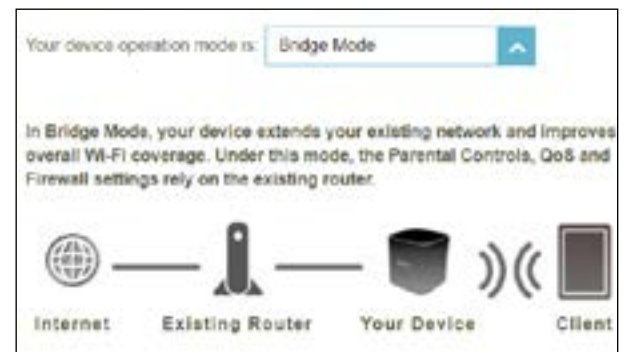 Your device operation mode is: Bridge Mode
In Bridge Mode, your device extends your existing network and improves
overall Wi-Fi coverage. Under this mode, the Parental Controls, QoS and
Firewall settings rely on the existing router.
Internet Existing Router Your Device Client